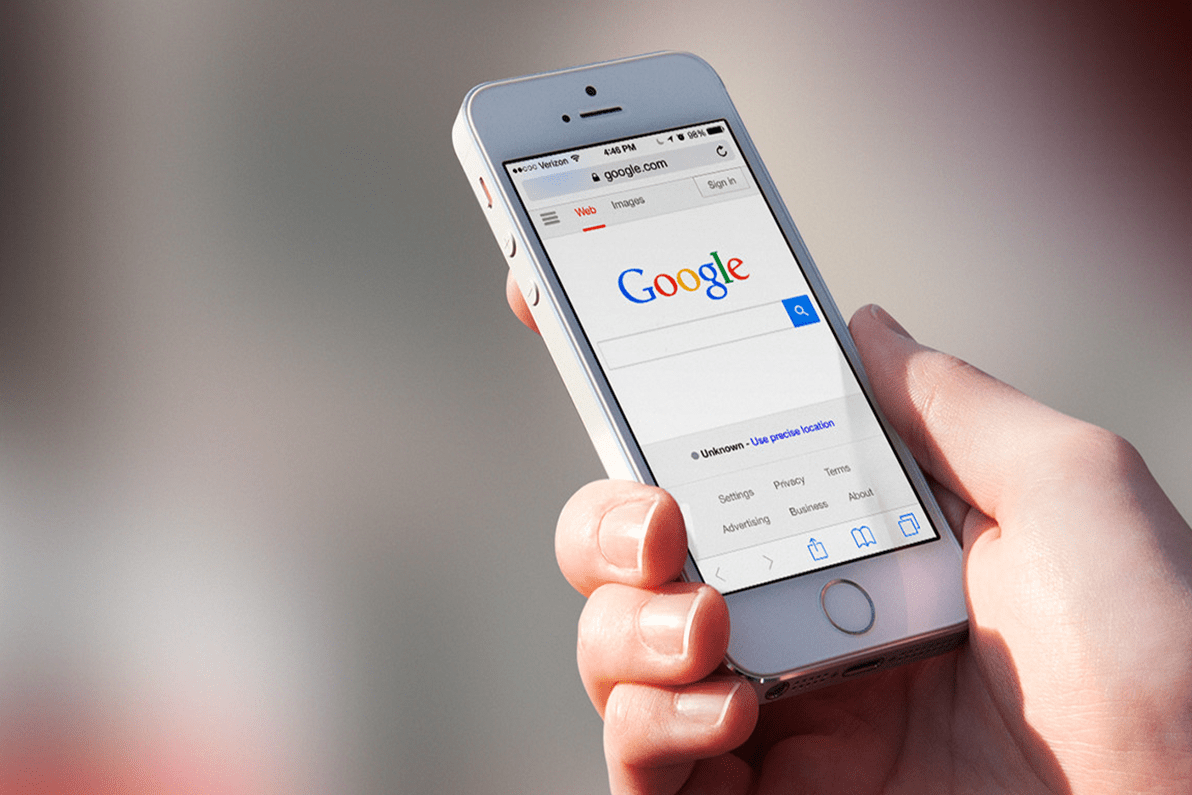 Verizon 4:46 PM 98%
google.com
Web Images Sign in
Google
Unknown - Use precise location
Settings Privacy Terms
Advertising Business About